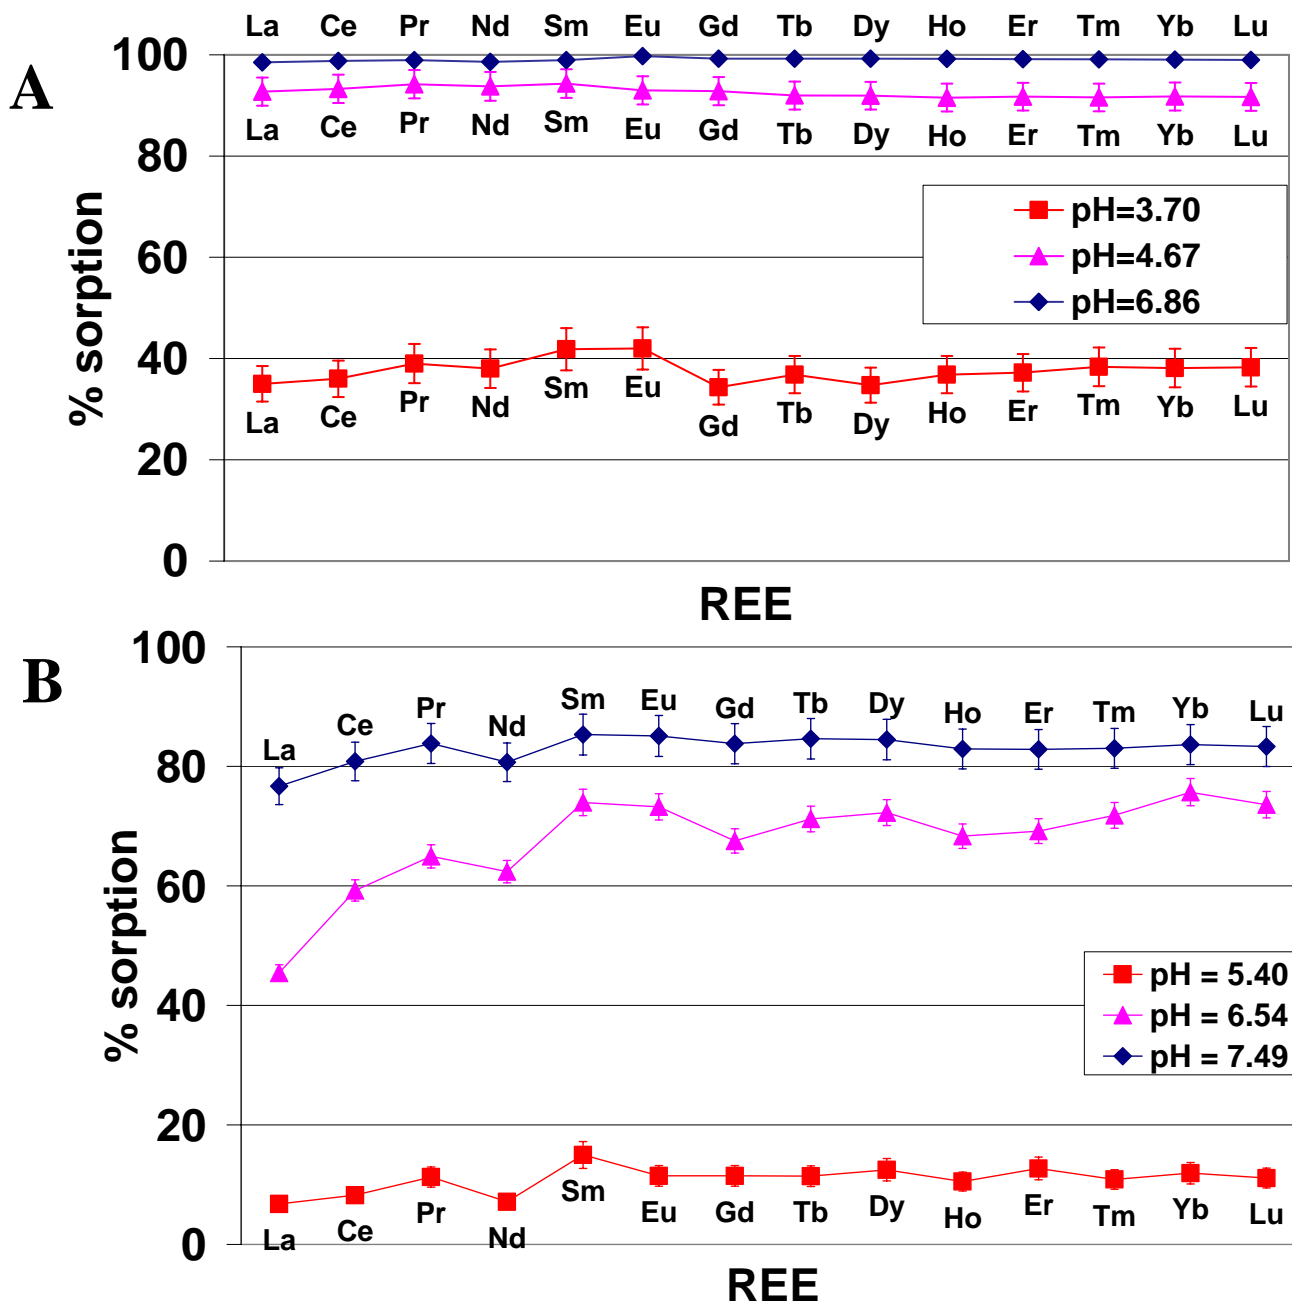 La Ce Pr Nd Sm Eu Gd Tb Dy Ho Er Tm Yb Lu
A
100
La Ce Pr Nd Sm Eu Gd Tb Dy Ho Er Tm Yb Lu
80
% sorption
pH=3.70
pH=4.67
pH=6.86
60
40
La Ce Pr Nd Sm Eu Gd Tb Dy Ho Er Tm Yb Lu
20
0
REE
B
100
La Ce Pr Nd Sm Eu Gd Tb Dy Ho Er Tm Yb Lu
80
60
% sorption
40
pH = 5.40
pH = 6.54
pH = 7.49
20
La Ce Pr Nd Sm Eu Gd Tb Dy Ho Er Tm Yb Lu
0
REE